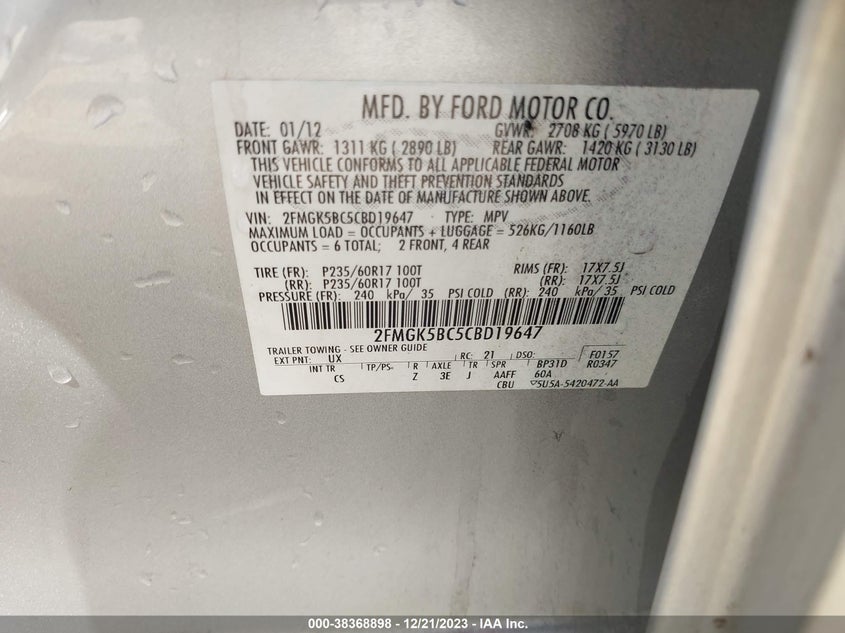 MFD. BY FORD MOTOR CO.
DATE: 01/12 GVWR: 2708 KG ( 5970 LB)
FRONT GAWR: 1311 KG ( 2890 LB) REAR GAWR: 1420 KG ( 3130 LB)
THIS VEHICLE CONFORMS TO ALL APPLICABLE FEDERAL MOTOR
VEHICLE SAFETY AND THEFT PREVENTION STANDARDS
IN EFFECT ON THE DATE OF MANUFACTURE SHOWN ABOVE.
VIN: 2FMGK5BC5CBD19647 TYPE: MPV
MAXIMUM LOAD = OCCUPANTS + LUGGAGE = 526KG/1160LB
OCCUPANTS = 6 TOTAL; 2 FRONT, 4 REAR
TIRE (FR): P235/60R17 100T RIMS (FR): 17X7.5J
(RR): P235/60R17 100T (RR): 17X7.5J
PRESSURE (FR): 240 kPa/ 35 PSI COLD (RR): 240 kPa/ 35 PSI COLD
2FMGK5BC5CBD19647
TRAILER TOWING - SEE OWNER GUIDE
EXT PNT: UX RC: 21 DSO: F0157
INT TR TP/PS R AXLE TR SPR BP31D R0347
CS Z 3E J AAFF 60A
CBU 5U5A-5420472-AA
000-38368898 - 12/21/2023 - IAA Inc.